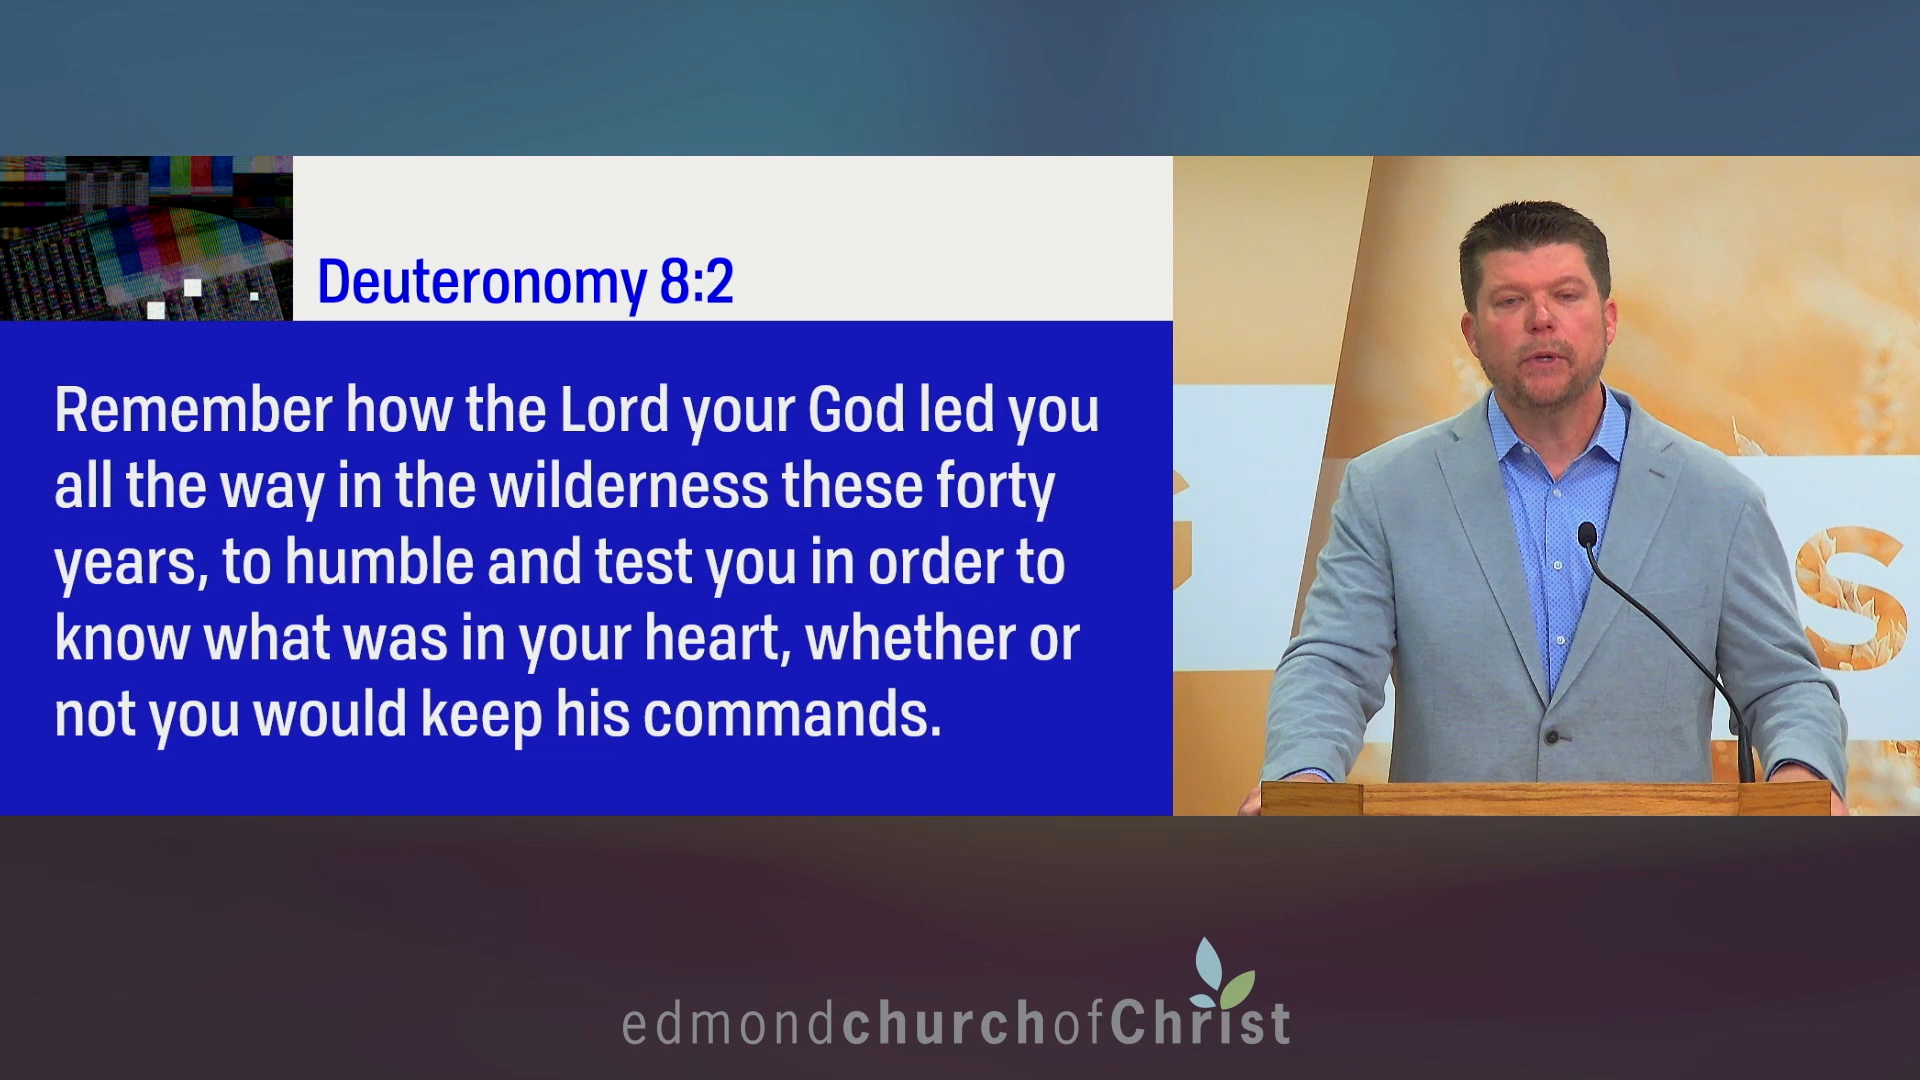 Deuteronomy 8:2
Remember how the Lord your God led you
all the way in the wilderness these forty
years, to humble and test you in order to
know what was in your heart, whether or
not you would keep his commands.
G
S
edmondchurchofChrist